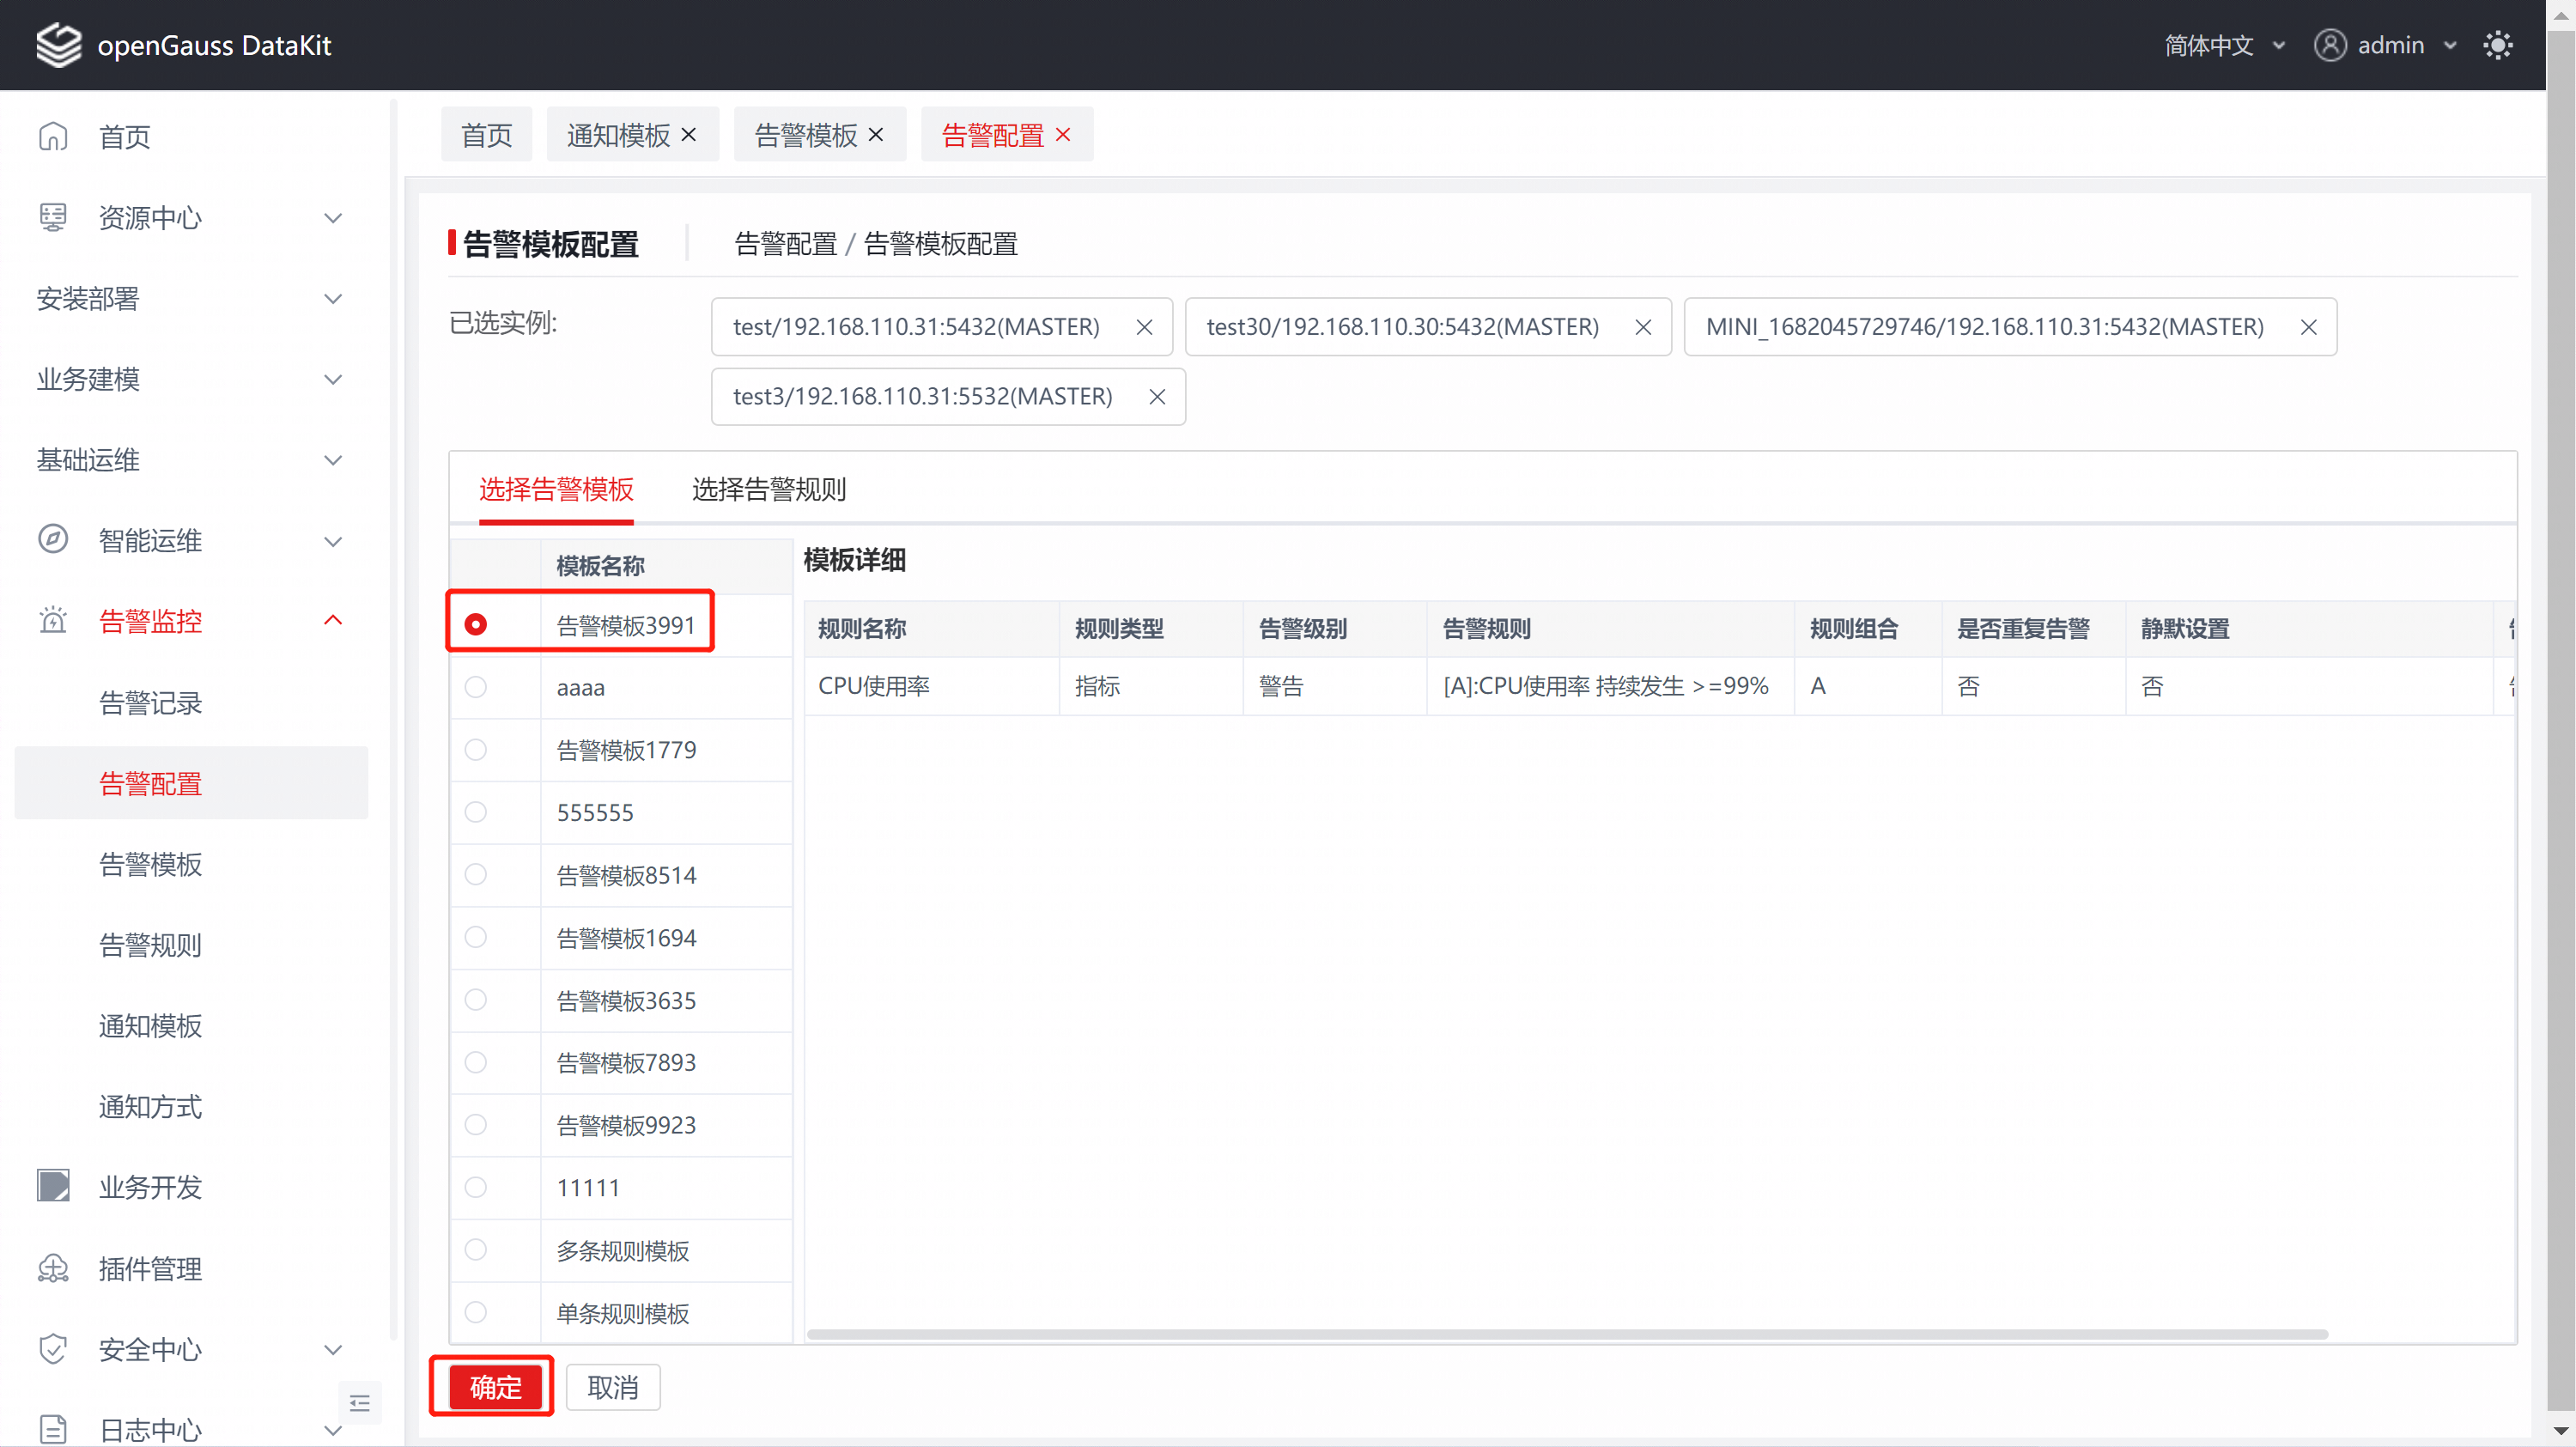 openGauss DataKit
简体中文
admin
首页
资源中心
安装部署
业务建模
基础运维
智能运维
告警监控
告警记录
告警配置
告警模板
告警规则
通知模板
通知方式
业务开发
插件管理
安全中心
日志中心
首页 通知模板 告警模板 告警配置
告警模板配置 告警配置 / 告警模板配置
已选实例: test/192.168.110.31:5432(MASTER) test30/192.168.110.30:5432(MASTER) MINI_1682045729746/192.168.110.31:5432(MASTER)
test3/192.168.110.31:5532(MASTER)
选择告警模板 选择告警规则
模板名称
告警模板3991
aaaa
告警模板1779
555555
告警模板8514
告警模板1694
告警模板3635
告警模板7893
告警模板9923
11111
多条规则模板
单条规则模板
模板详细
规则名称 规则类型 告警级别 告警规则 规则组合 是否重复告警 静默设置
CPU使用率 指标 警告 [A]:CPU使用率 持续发生 >=99% A 否 否
确定 取消